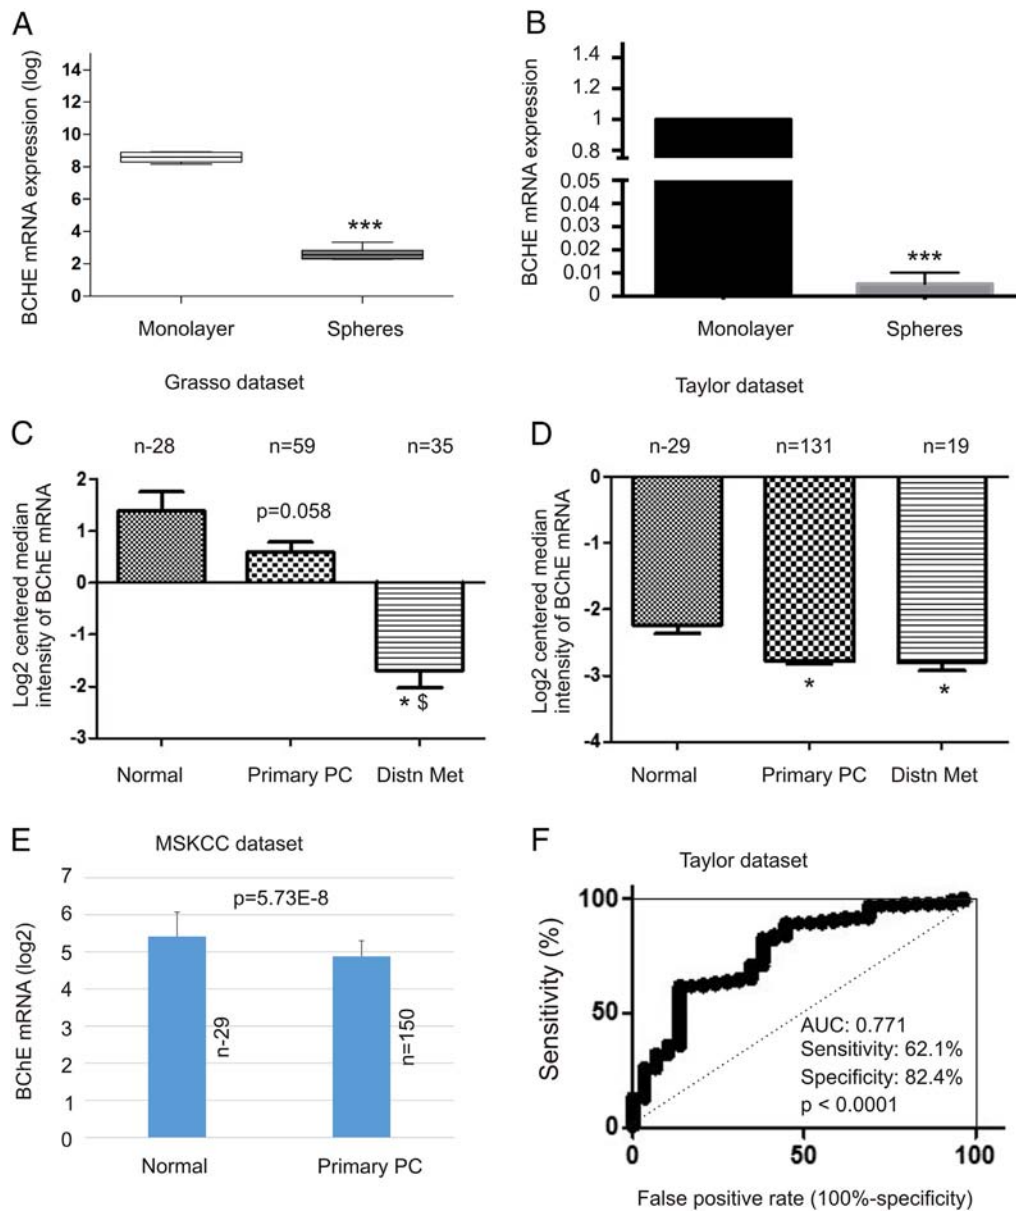 A
BCHE mRNA expression (log)
14
12
10
8
6
4
2
0
***
Monolayer
Spheres
B
BCHE mRNA expression
1.4
1.2
1
0.8
0.05
0.04
0.03
0.02
0.01
0
***
Monolayer
Spheres
Grasso dataset
C
n-28
n=59
n=35
Log2 centered median
intensity of BChE mRNA
2
1
0
-1
-2
-3
p=0.058
* $
Normal
Primary PC
Distn Met
Taylor dataset
D
n-29
n=131
n=19
Log2 centered median
intensity of BChE mRNA
0
-1
-2
-3
-4
*
*
Normal
Primary PC
Distn Met
E
MSKCC dataset
BChE mRNA (log2)
7
6
5
4
3
2
1
0
p=5.73E-8
n-29
n=150
Normal
Primary PC
F
Taylor dataset
Sensitivity (%)
100
50
0
AUC: 0.771
Sensitivity: 62.1%
Specificity: 82.4%
p < 0.0001
0
50
100
False positive rate (100%-specificity)